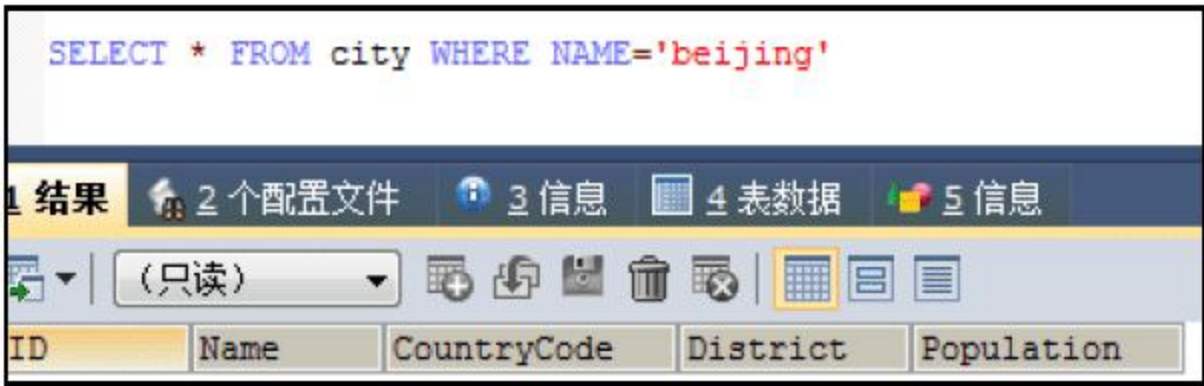 SELECT * FROM city WHERE NAME='beijing'
1 结果 2 个配置文件 3 信息 4 表数据 5 信息
(只读)
ID Name CountryCode District Population